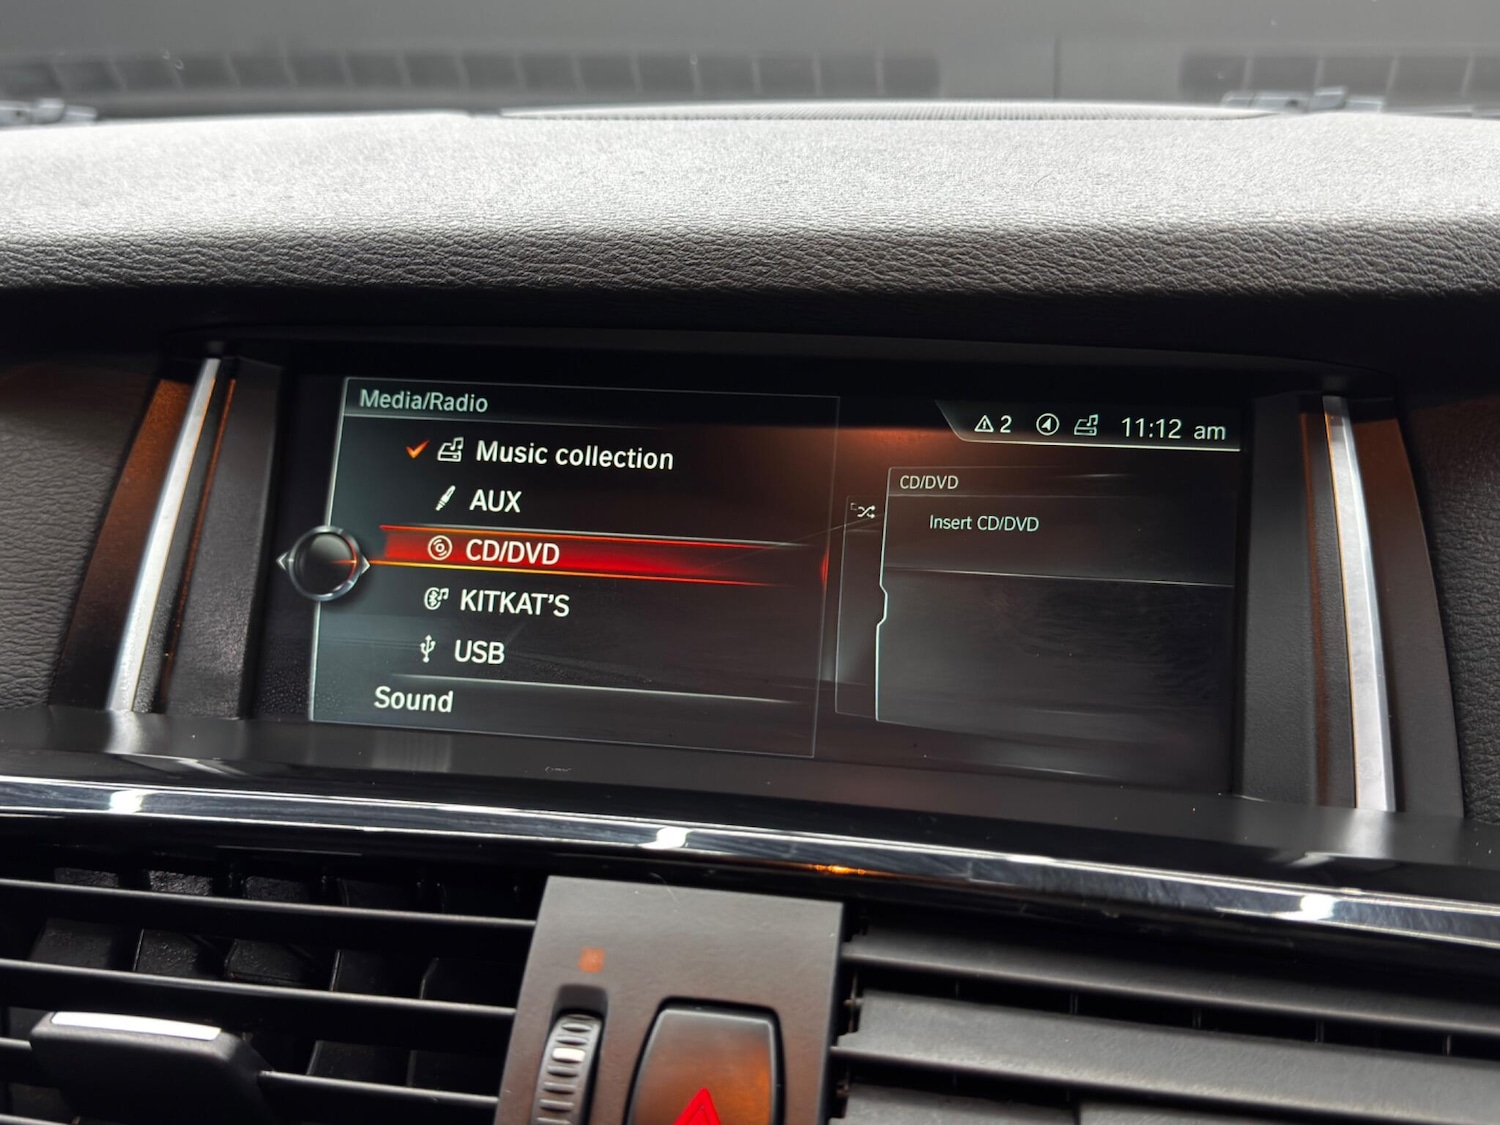 Media/Radio
Music collection
AUX
CD/DVD
KITKAT'S
USB
Sound
2 11:12 am
CD/DVD
Insert CD/DVD